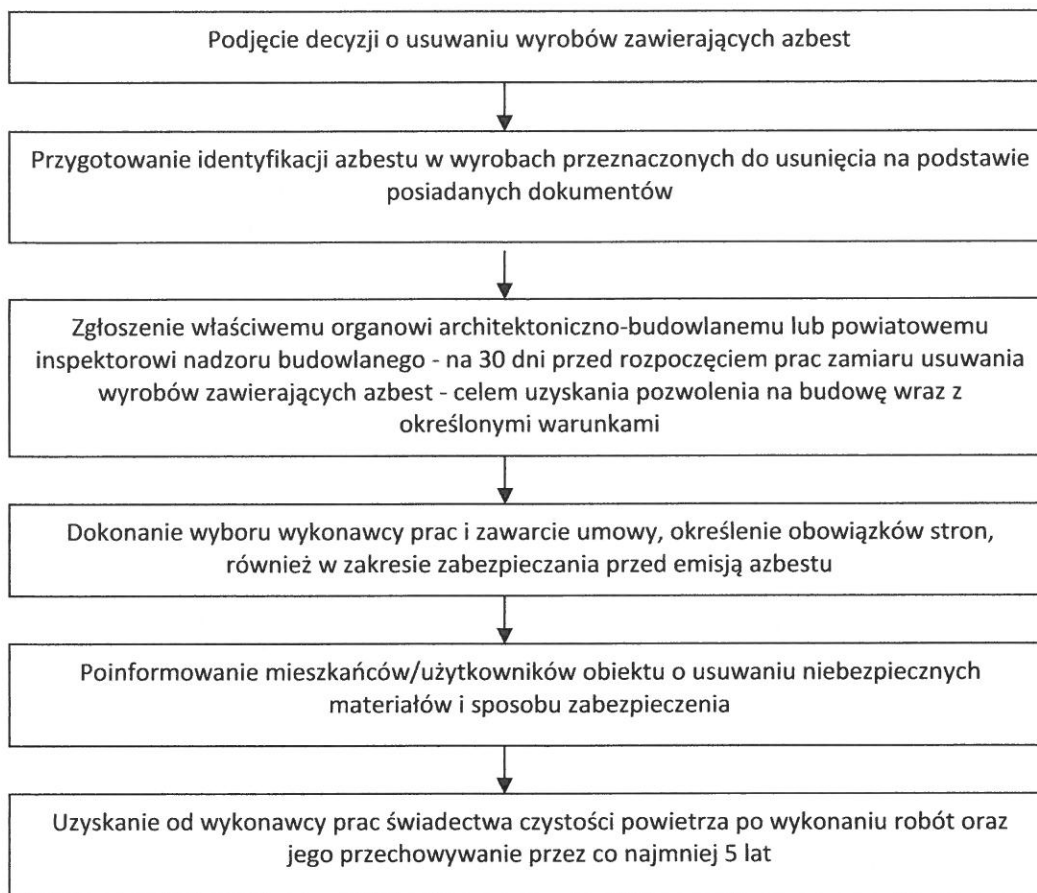 Podjęcie decyzji o usuwaniu wyrobów zawierających azbest
Przygotowanie identyfikacji azbestu w wyrobach przeznaczonych do usunięcia na podstawie
posiadanych dokumentów
Zgłoszenie właściwemu organowi architektoniczno-budowlanemu lub powiatowemu
inspektorowi nadzoru budowlanego - na 30 dni przed rozpoczęciem prac zamiaru usuwania
wyrobów zawierających azbest - celem uzyskania pozwolenia na budowę wraz z
określonymi warunkami
Dokonanie wyboru wykonawcy prac i zawarcie umowy, określenie obowiązków stron,
również w zakresie zabezpieczania przed emisją azbestu
Poinformowanie mieszkańców/użytkowników obiektu o usuwaniu niebezpiecznych
materiałów i sposobu zabezpieczenia
Uzyskanie od wykonawcy prac świadectwa czystości powietrza po wykonaniu robót oraz
jego przechowywanie przez co najmniej 5 lat